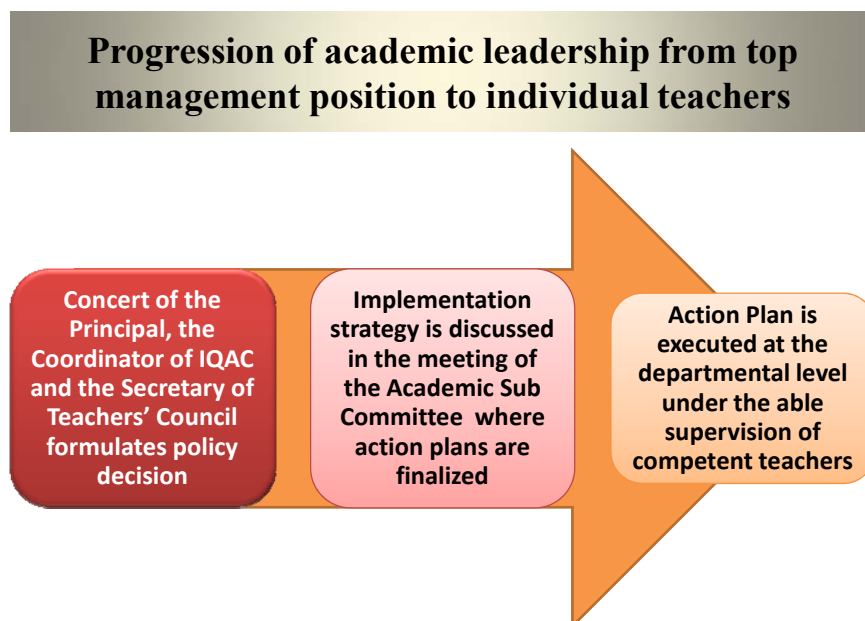 Progression of academic leadership from top
management position to individual teachers
Concert of the
Principal, the
Coordinator of IQAC
and the Secretary of
Teachers’ Council
formulates policy
decision
Implementation
strategy is discussed
in the meeting of
the Academic Sub
Committee where
action plans are
finalized
Action Plan is
executed at the
departmental level
under the able
supervision of
competent teachers